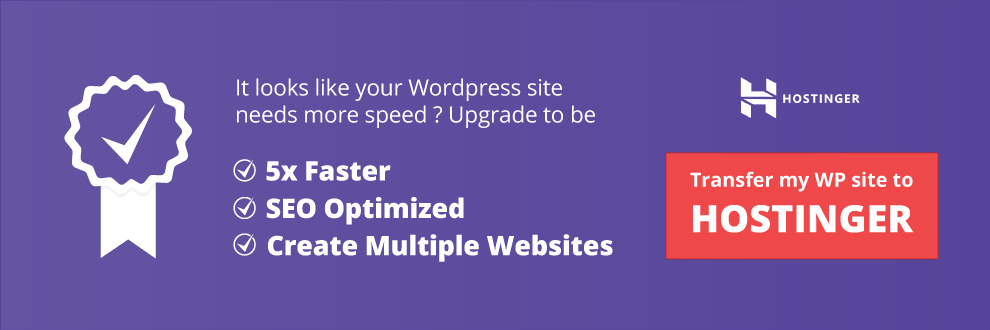 It looks like your Wordpress site
needs more speed ? Upgrade to be
5x Faster
SEO Optimized
Create Multiple Websites
HOSTINGER
Transfer my WP site to
HOSTINGER